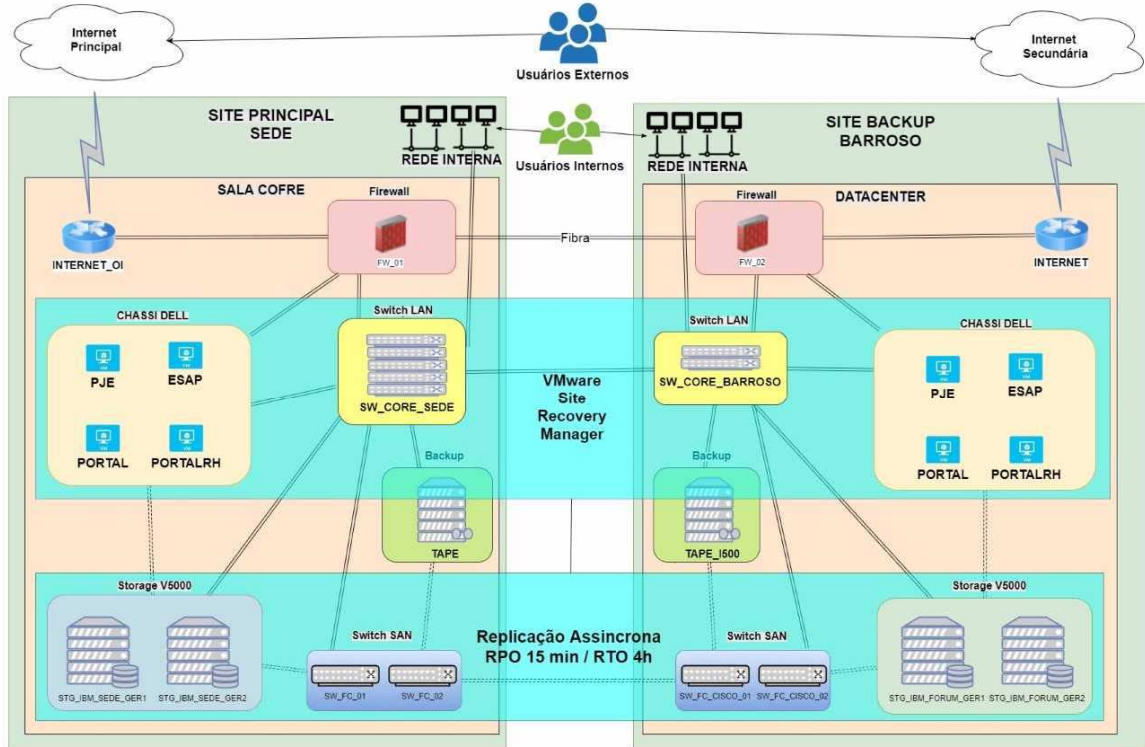 Internet
Principal
Usuários Externos
Internet
Secundária
SITE PRINCIPAL
SEDE
REDE INTERNA
Usuários Internos
REDE INTERNA
SITE BACKUP
BARROSO
SALA COFRE
Firewall
FW_01
INTERNET_OI
Fibra
Firewall
FW_02
DATACENTER
INTERNET
CHASSI DELL
PJE
ESAP
PORTAL
PORTALRH
Switch LAN
SW_CORE_SEDE
VMware
Site
Recovery
Manager
Switch LAN
SW_CORE_BARROSO
CHASSI DELL
PJE
ESAP
PORTAL
PORTALRH
Backup
TAPE
Backup
TAPE_I500
Storage V5000
STG_IBM_SEDE_GER1
STG_IBM_SEDE_GER2
Switch SAN
SW_FC_01
SW_FC_02
Replicação Assincrona
RPO 15 min / RTO 4h
Switch SAN
SW_FC_CISCO_01
SW_FC_CISCO_02
Storage V5000
STG_IBM_FORUM_GER1
STG_IBM_FORUM_GER2